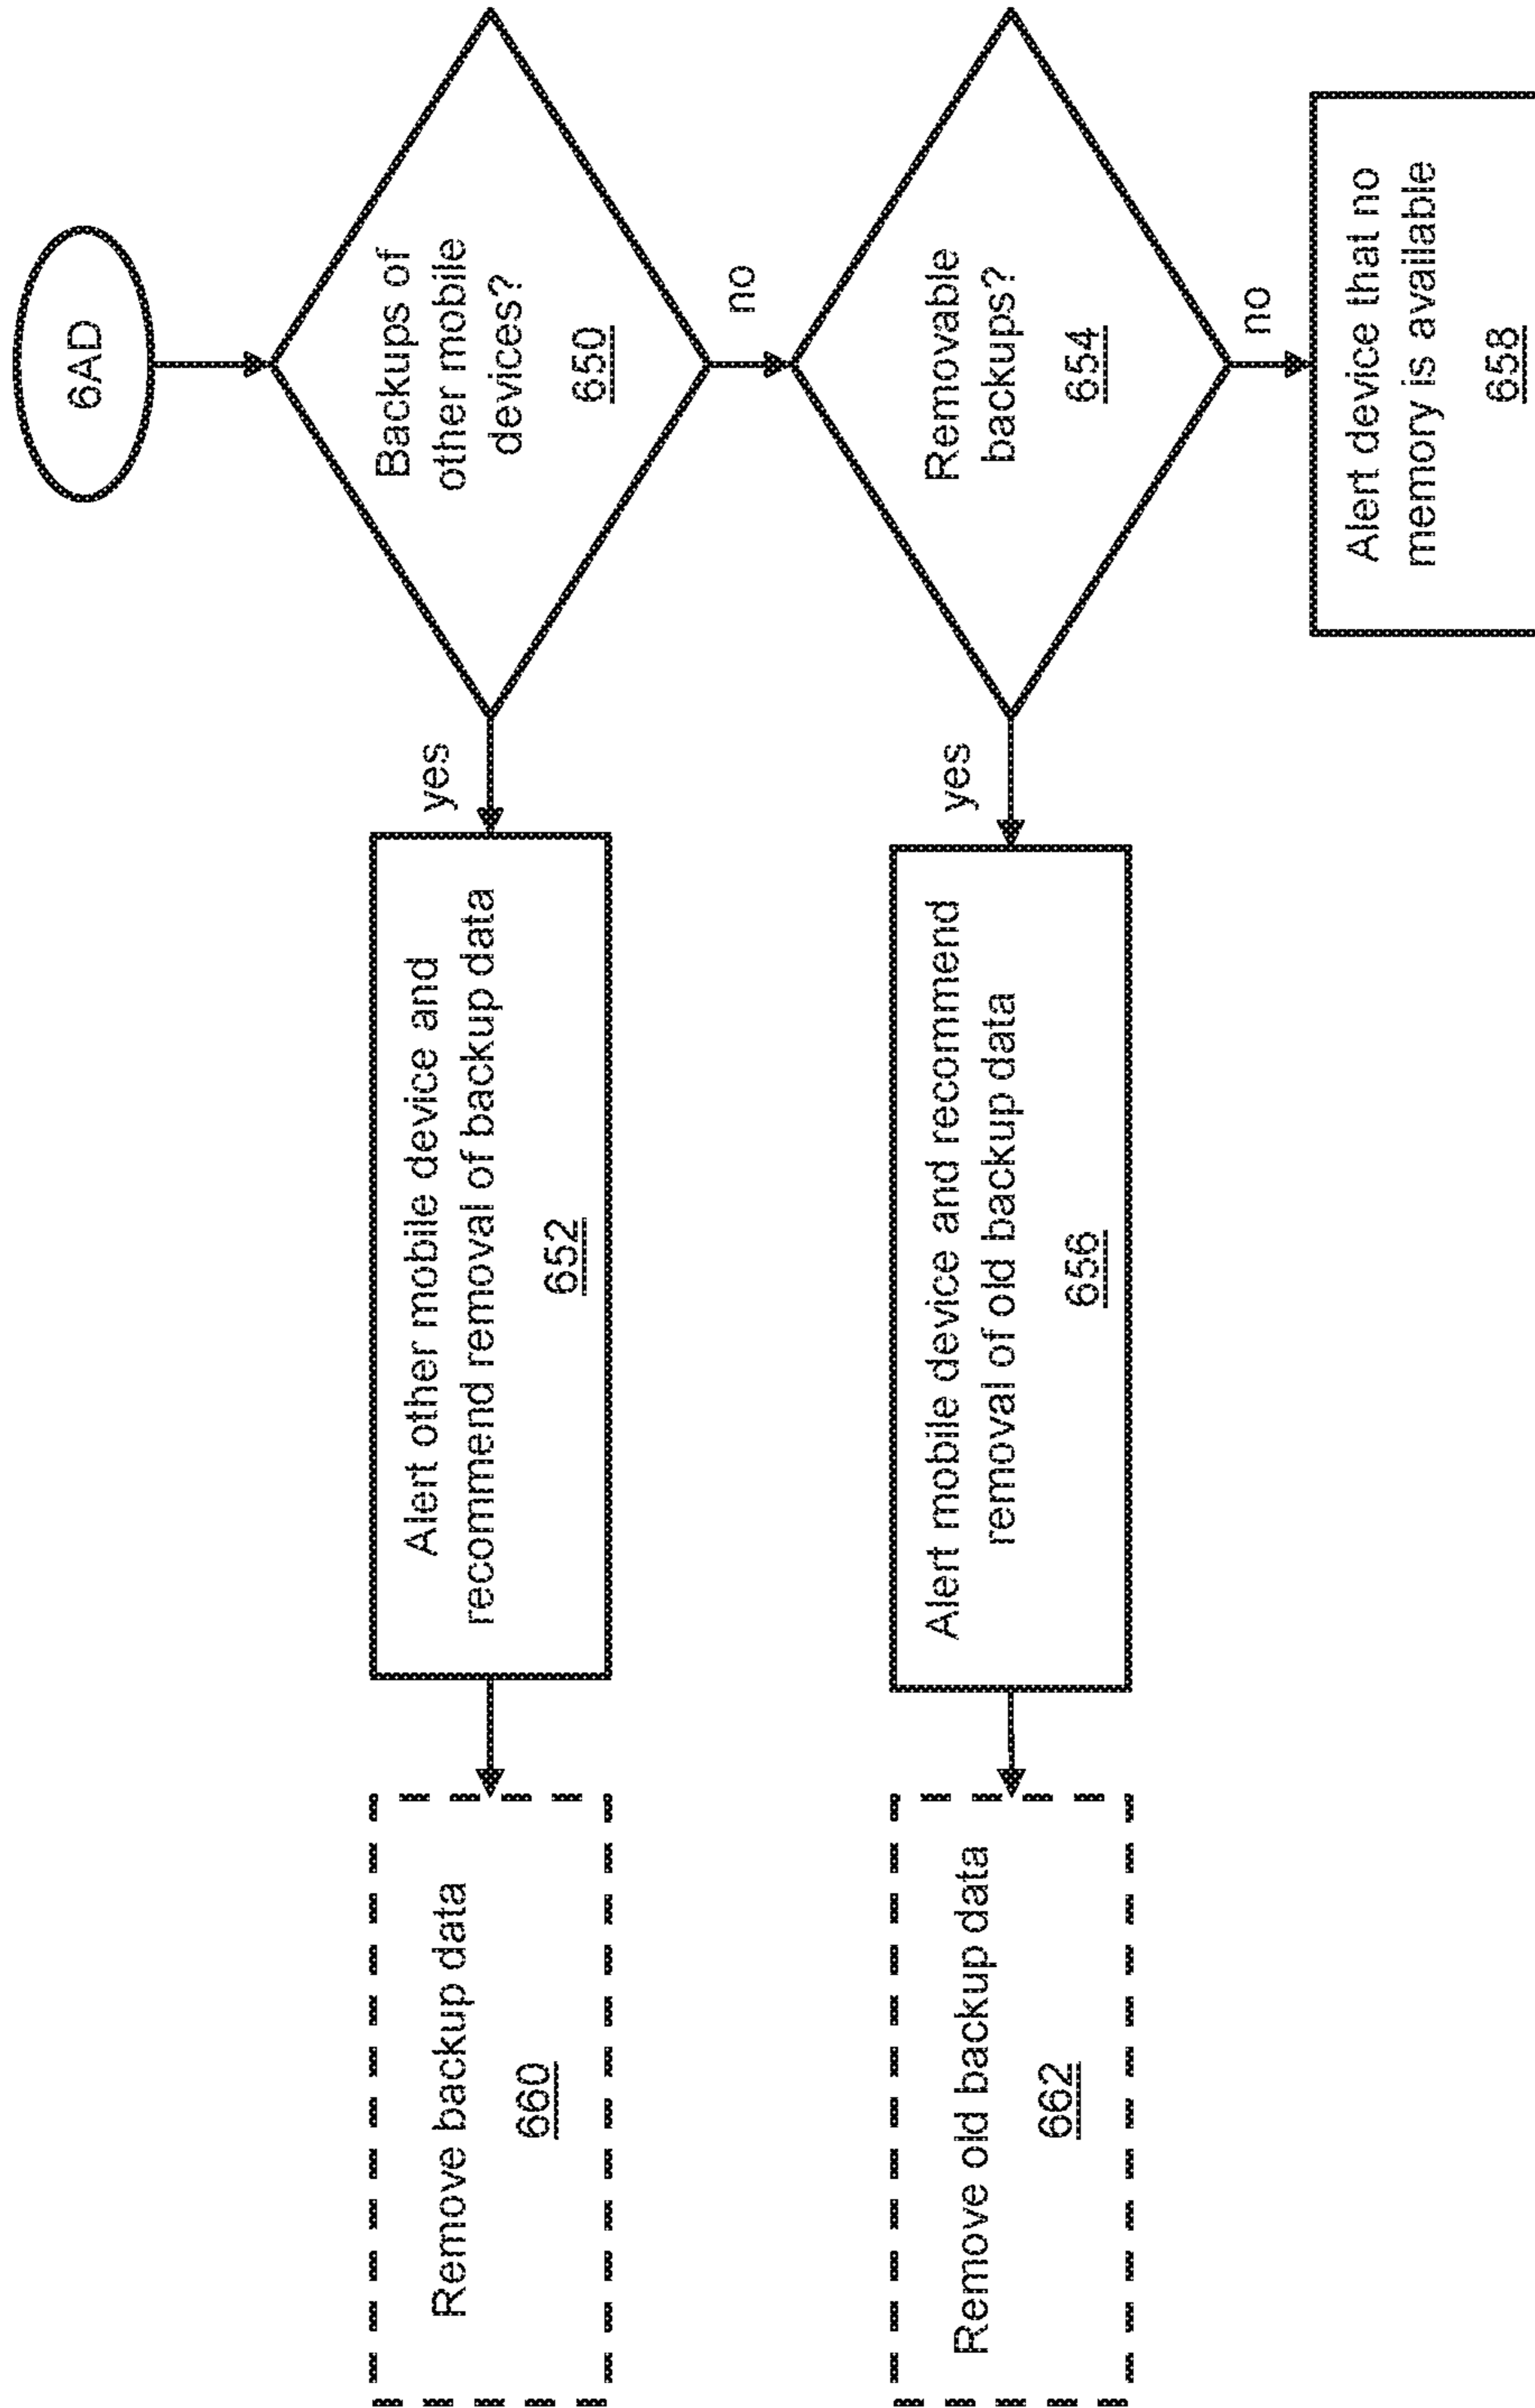 6AD
Backups of
other mobile
devices?
650
yes
Alert other mobile device and
recommend removal of backup data
652
Remove backup data
660
no
Removable
backups?
654
yes
Alert mobile device and recommend
removal of old backup data
656
Remove old backup data
662
no
Alert device that no
memory is available
658